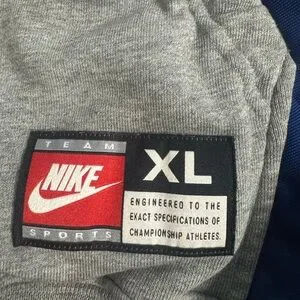 TEAM
NIKE
SPORTS
XL
ENGINEERED TO THE
EXACT SPECIFICATIONS OF
CHAMPIONSHIP ATHLETES.